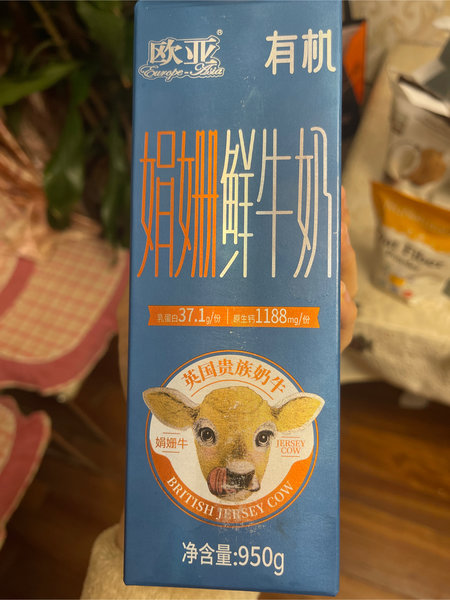 欧亚®
Europe-Asia
有机
娟姗鲜牛奶
乳蛋白37.1g/份 原生钙1188mg/份
英国贵族奶牛
娟姗牛
JERSEY
COW
BRITISH JERSEY COW
净含量:950g